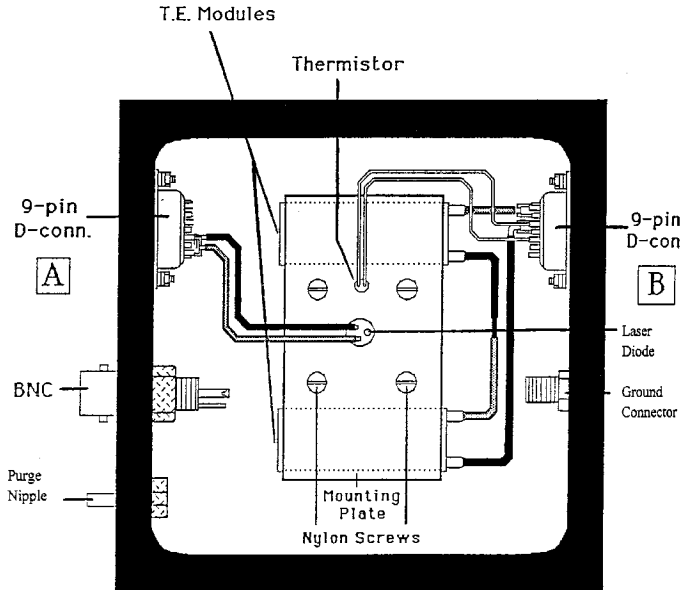 T.E. Modules
Thermistor
9-pin
D-conn.
A
9-pin
D-con
B
Laser
Diode
BNC
Ground
Connector
Purge
Nipple
Mounting
Plate
Nylon Screws